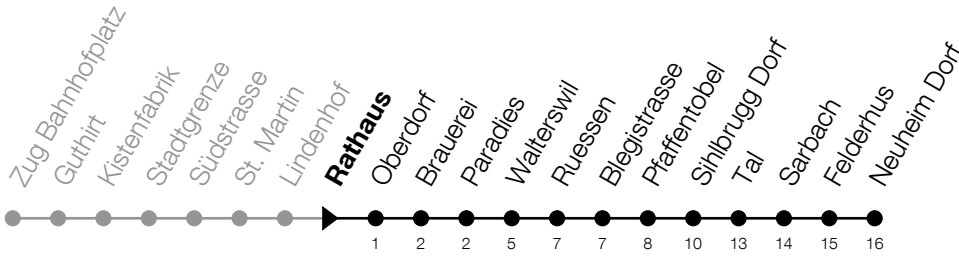 Zug Bahnhofplatz
Guthirt
Kistenfabrik
Stadtgrenze
Südstrasse
St. Martin
Lindenhof
Rathaus
Oberdorf
Brauerei
Paradies
Walterswil
Ruessen
Blegistrasse
Pfaffentobel
Sihlbrugg Dorf
Tal
Sarbach
Felderhus
Neuheim Dorf
1 2 2 5 7 7 8 10 13 14 15 16